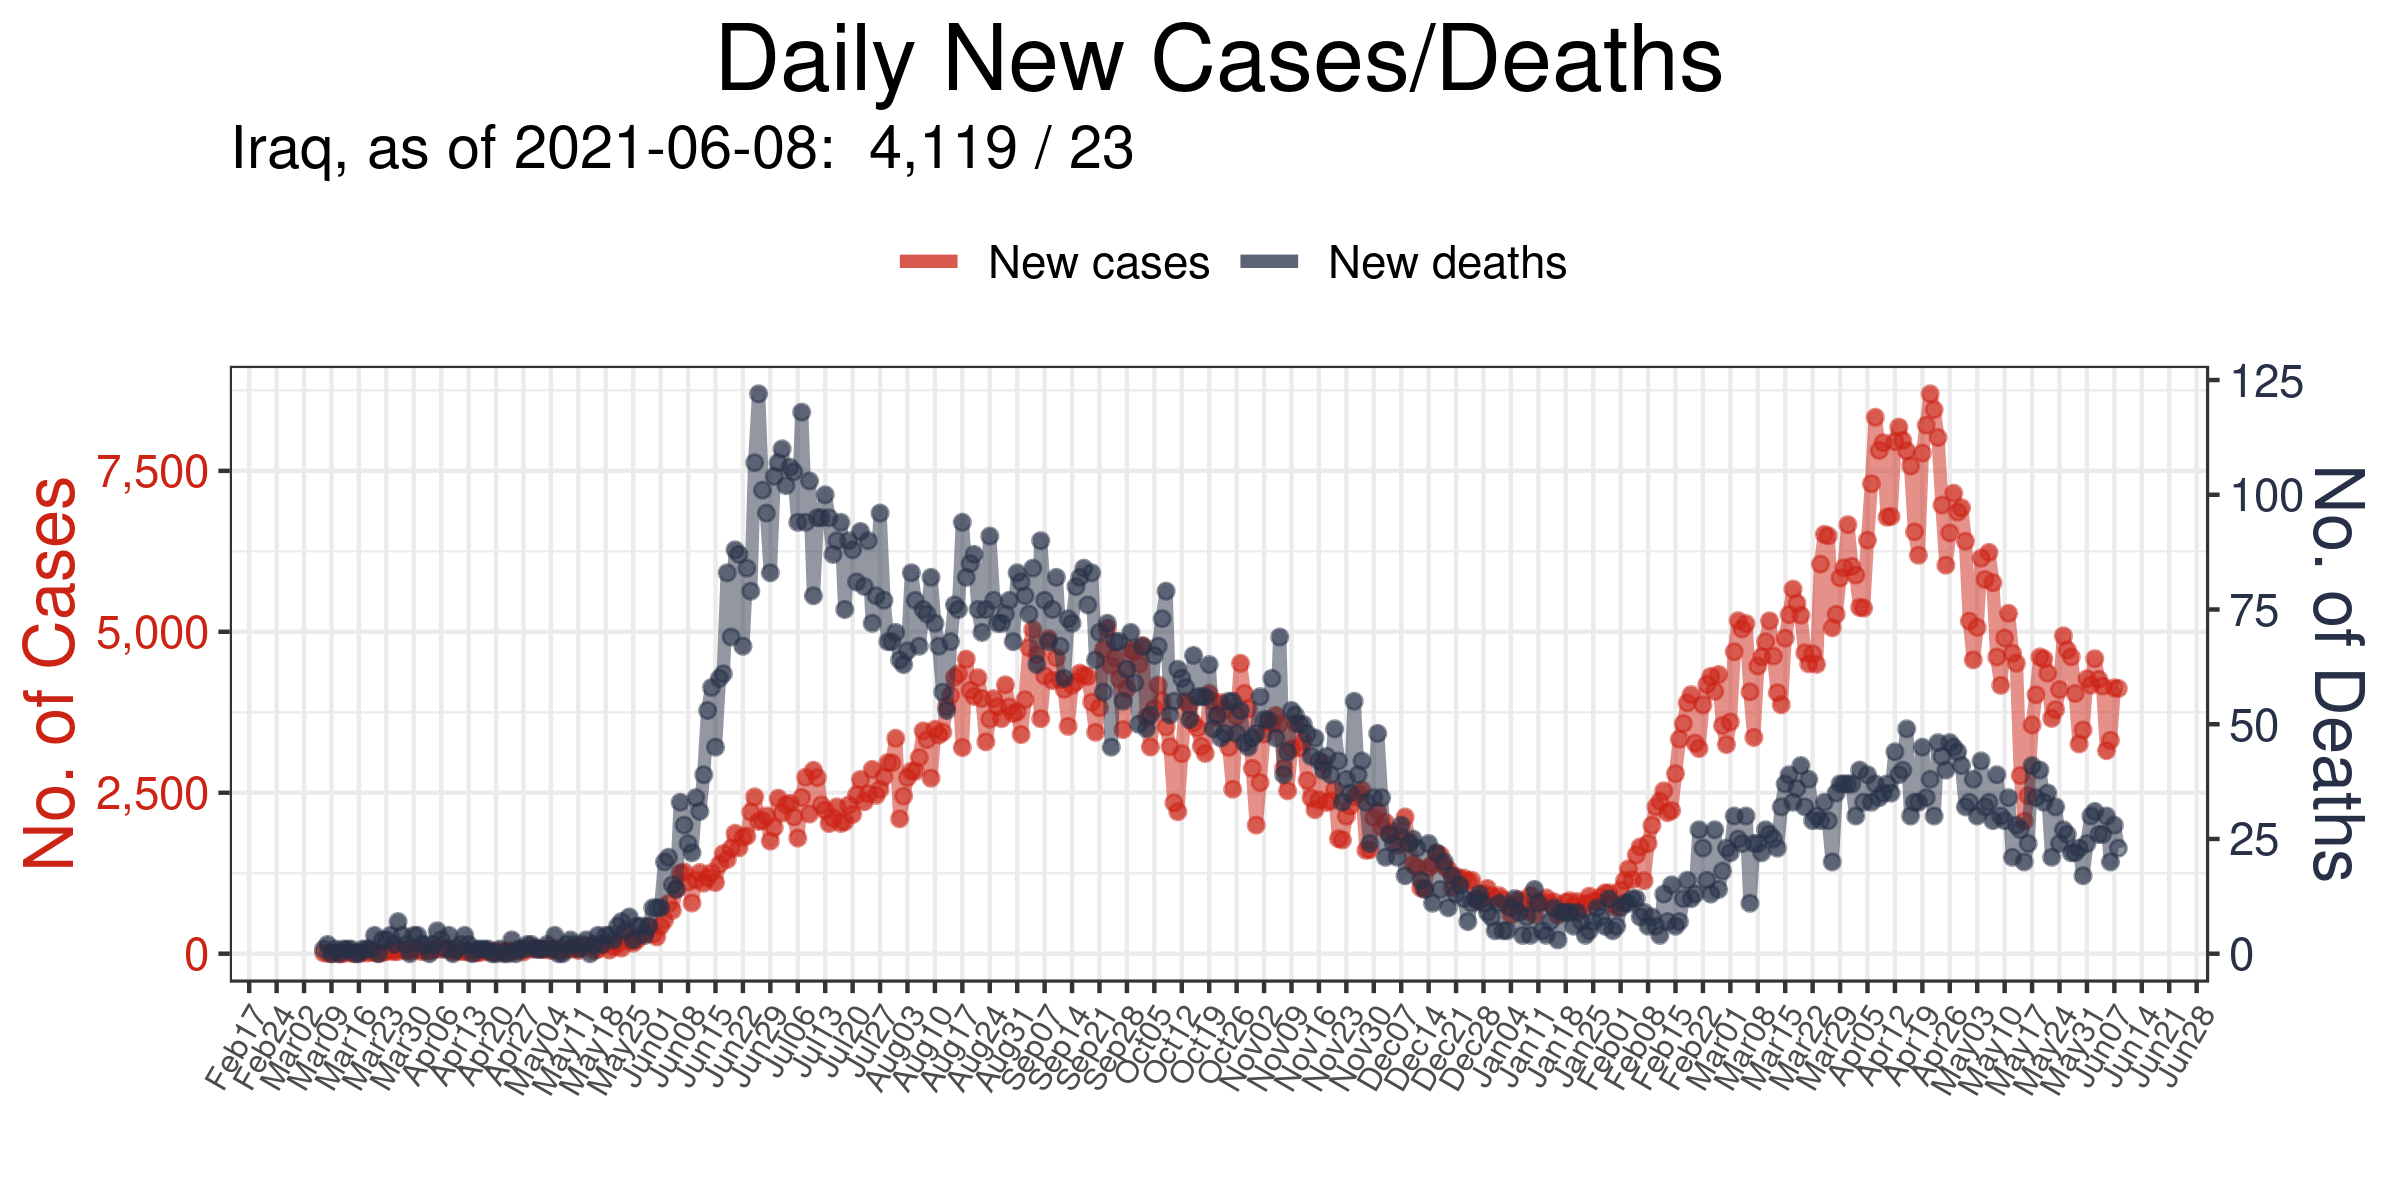 Daily New Cases/Deaths
Iraq, as of 2021-06-08:  4,119 / 23
New cases
New deaths
No. of Cases
7,500
5,000
2,500
0
125
100
75
50
25
0
No. of Deaths
Feb17
Feb24
Mar02
Mar09
Mar16
Mar23
Mar30
Apr06
Apr13
Apr20
Apr27
May04
May11
May18
May25
Jun01
Jun08
Jun15
Jun22
Jun29
Jul06
Jul13
Jul20
Jul27
Aug03
Aug10
Aug17
Aug24
Aug31
Sep07
Sep14
Sep21
Sep28
Oct05
Oct12
Oct19
Oct26
Nov02
Nov09
Nov16
Nov23
Nov30
Dec07
Dec14
Dec21
Dec28
Jan04
Jan11
Jan18
Jan25
Feb01
Feb08
Feb15
Feb22
Mar01
Mar08
Mar15
Mar22
Mar29
Apr05
Apr12
Apr19
Apr26
May03
May10
May17
May24
May31
Jun07
Jun14
Jun21
Jun28